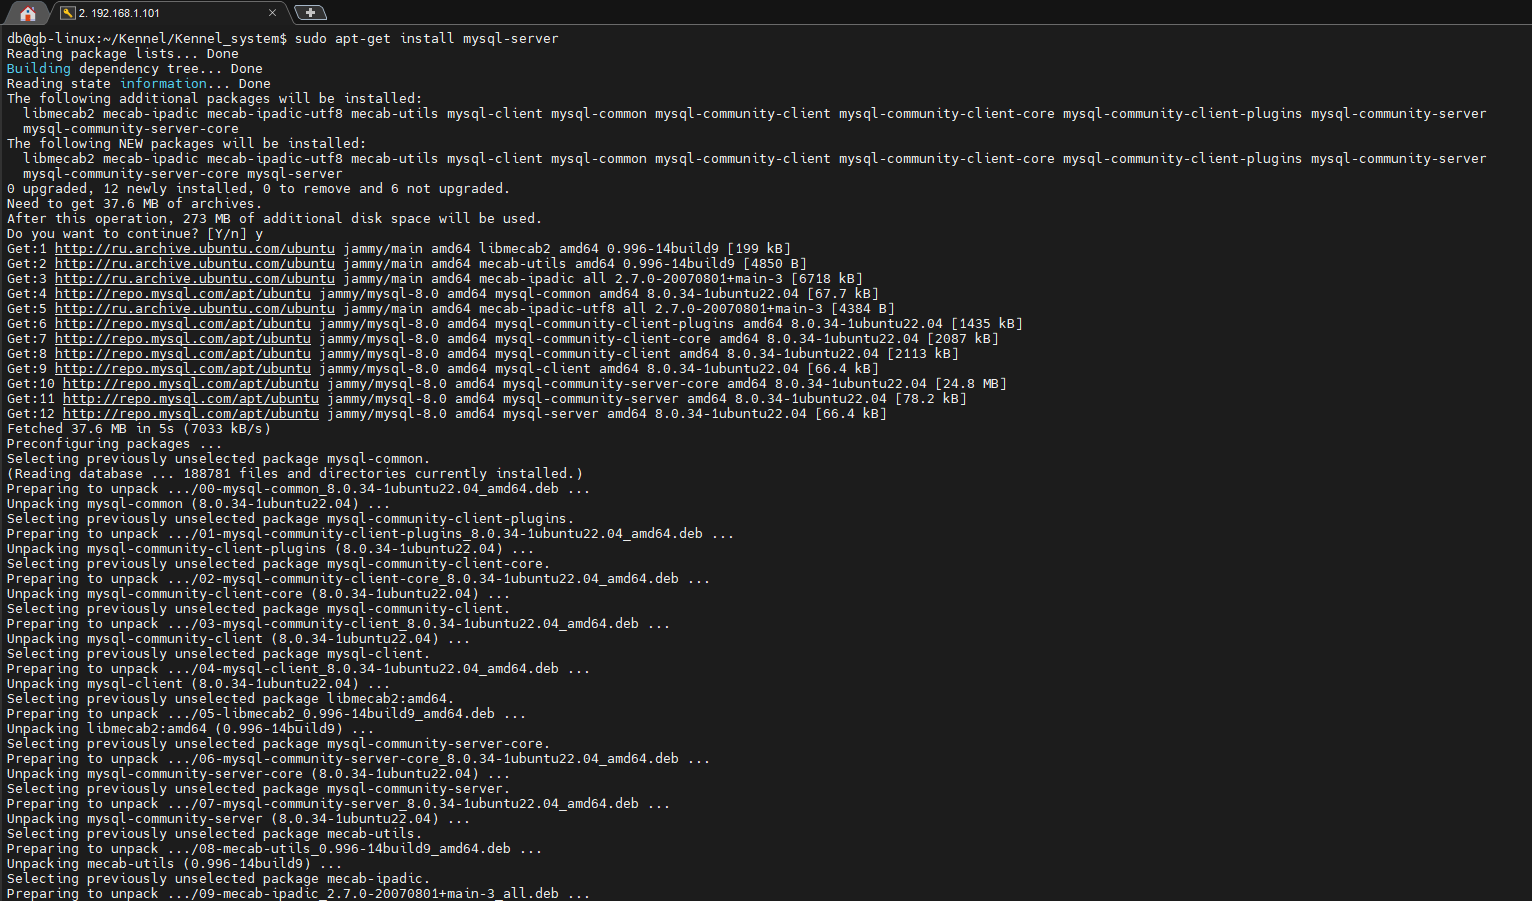 2. 192.168.1.101
db@gb-linux:~/Kennel/Kennel_system$ sudo apt-get install mysql-server
Reading package lists... Done
Building dependency tree... Done
Reading state information... Done
The following additional packages will be installed:
  libmecab2 mecab-ipadic mecab-ipadic-utf8 mecab-utils mysql-client mysql-common mysql-community-client mysql-community-client-core mysql-community-client-plugins mysql-community-server
  mysql-community-server-core
The following NEW packages will be installed:
  libmecab2 mecab-ipadic mecab-ipadic-utf8 mecab-utils mysql-client mysql-common mysql-community-client mysql-community-client-core mysql-community-client-plugins mysql-community-server
  mysql-community-server-core mysql-server
0 upgraded, 12 newly installed, 0 to remove and 6 not upgraded.
Need to get 37.6 MB of archives.
After this operation, 273 MB of additional disk space will be used.
Do you want to continue? [Y/n] y
Get:1 http://ru.archive.ubuntu.com/ubuntu jammy/main amd64 libmecab2 amd64 0.996-14build9 [199 kB]
Get:2 http://ru.archive.ubuntu.com/ubuntu jammy/main amd64 mecab-utils amd64 0.996-14build9 [4850 B]
Get:3 http://ru.archive.ubuntu.com/ubuntu jammy/main amd64 mecab-ipadic all 2.7.0-20070801+main-3 [6718 kB]
Get:4 http://repo.mysql.com/apt/ubuntu jammy/mysql-8.0 amd64 mysql-common amd64 8.0.34-1ubuntu22.04 [67.7 kB]
Get:5 http://ru.archive.ubuntu.com/ubuntu jammy/main amd64 mecab-ipadic-utf8 all 2.7.0-20070801+main-3 [4384 B]
Get:6 http://repo.mysql.com/apt/ubuntu jammy/mysql-8.0 amd64 mysql-community-client-plugins amd64 8.0.34-1ubuntu22.04 [1435 kB]
Get:7 http://repo.mysql.com/apt/ubuntu jammy/mysql-8.0 amd64 mysql-community-client-core amd64 8.0.34-1ubuntu22.04 [2087 kB]
Get:8 http://repo.mysql.com/apt/ubuntu jammy/mysql-8.0 amd64 mysql-community-client amd64 8.0.34-1ubuntu22.04 [2113 kB]
Get:9 http://repo.mysql.com/apt/ubuntu jammy/mysql-8.0 amd64 mysql-client amd64 8.0.34-1ubuntu22.04 [66.4 kB]
Get:10 http://repo.mysql.com/apt/ubuntu jammy/mysql-8.0 amd64 mysql-community-server-core amd64 8.0.34-1ubuntu22.04 [24.8 MB]
Get:11 http://repo.mysql.com/apt/ubuntu jammy/mysql-8.0 amd64 mysql-community-server amd64 8.0.34-1ubuntu22.04 [78.2 kB]
Get:12 http://repo.mysql.com/apt/ubuntu jammy/mysql-8.0 amd64 mysql-server amd64 8.0.34-1ubuntu22.04 [66.4 kB]
Fetched 37.6 MB in 5s (7033 kB/s)
Preconfiguring packages ...
Selecting previously unselected package mysql-common.
(Reading database ... 188781 files and directories currently installed.)
Preparing to unpack .../00-mysql-common_8.0.34-1ubuntu22.04_amd64.deb ...
Unpacking mysql-common (8.0.34-1ubuntu22.04) ...
Selecting previously unselected package mysql-community-client-plugins.
Preparing to unpack .../01-mysql-community-client-plugins_8.0.34-1ubuntu22.04_amd64.deb ...
Unpacking mysql-community-client-plugins (8.0.34-1ubuntu22.04) ...
Selecting previously unselected package mysql-community-client-core.
Preparing to unpack .../02-mysql-community-client-core_8.0.34-1ubuntu22.04_amd64.deb ...
Unpacking mysql-community-client-core (8.0.34-1ubuntu22.04) ...
Selecting previously unselected package mysql-community-client.
Preparing to unpack .../03-mysql-community-client_8.0.34-1ubuntu22.04_amd64.deb ...
Unpacking mysql-community-client (8.0.34-1ubuntu22.04) ...
Selecting previously unselected package mysql-client.
Preparing to unpack .../04-mysql-client_8.0.34-1ubuntu22.04_amd64.deb ...
Unpacking mysql-client (8.0.34-1ubuntu22.04) ...
Selecting previously unselected package libmecab2:amd64.
Preparing to unpack .../05-libmecab2_0.996-14build9_amd64.deb ...
Unpacking libmecab2:amd64 (0.996-14build9) ...
Selecting previously unselected package mysql-community-server-core.
Preparing to unpack .../06-mysql-community-server-core_8.0.34-1ubuntu22.04_amd64.deb ...
Unpacking mysql-community-server-core (8.0.34-1ubuntu22.04) ...
Selecting previously unselected package mysql-community-server.
Preparing to unpack .../07-mysql-community-server_8.0.34-1ubuntu22.04_amd64.deb ...
Unpacking mysql-community-server (8.0.34-1ubuntu22.04) ...
Selecting previously unselected package mecab-utils.
Preparing to unpack .../08-mecab-utils_0.996-14build9_amd64.deb ...
Unpacking mecab-utils (0.996-14build9) ...
Selecting previously unselected package mecab-ipadic.
Preparing to unpack .../09-mecab-ipadic_2.7.0-20070801+main-3_all.deb ...